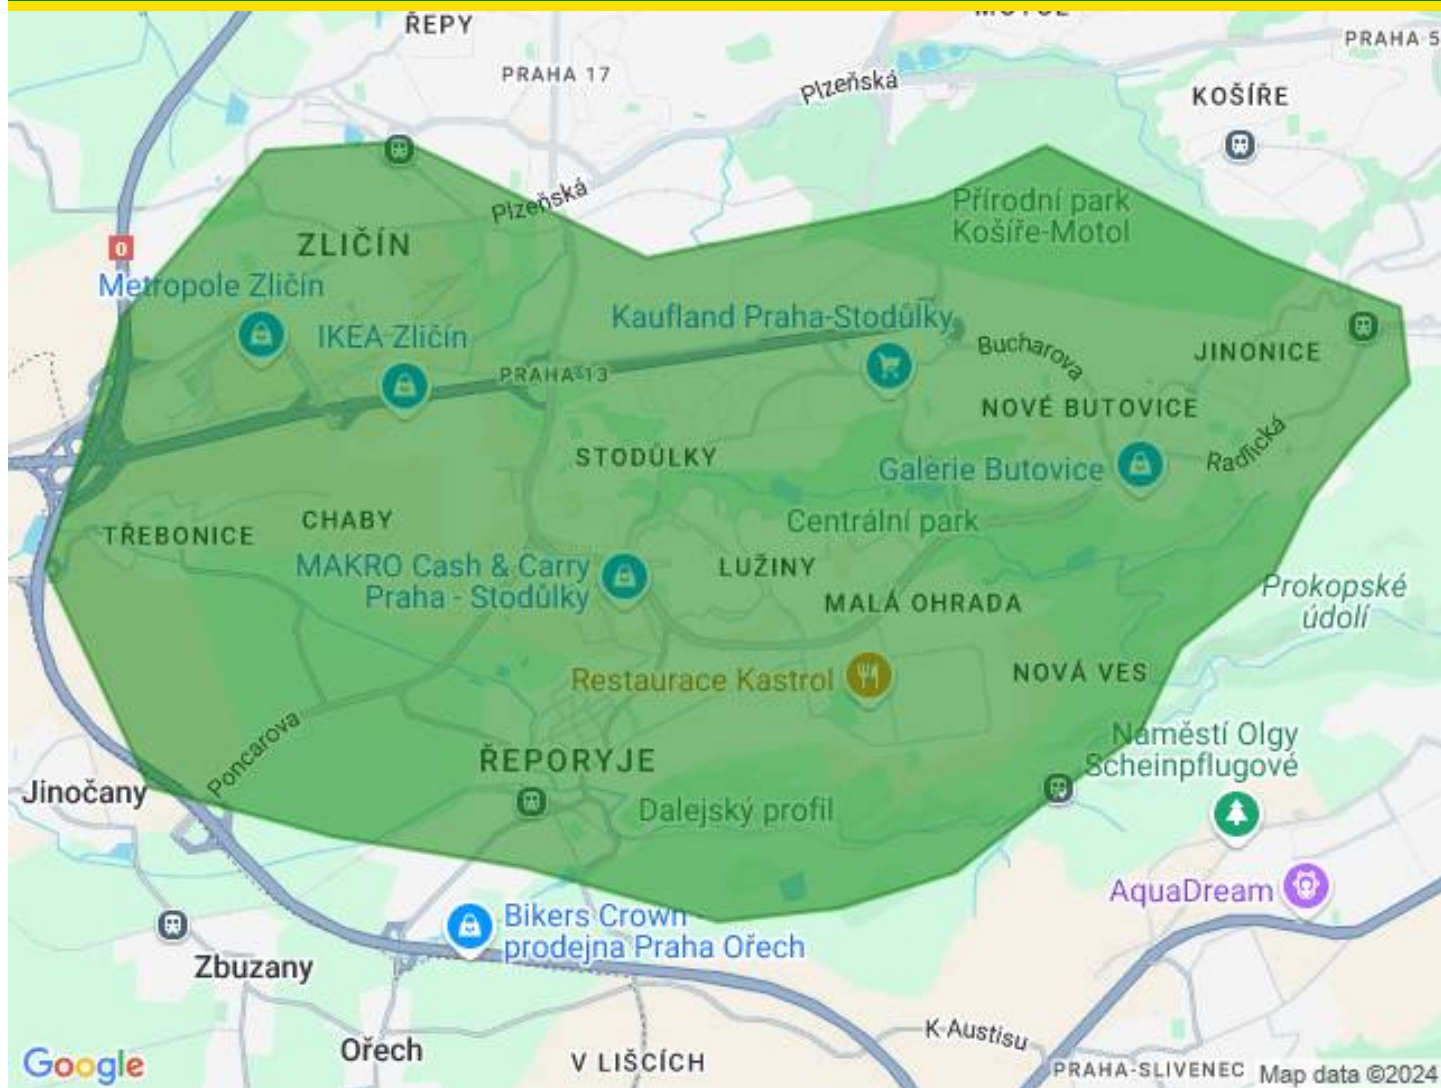 ŘEPY
MOTOL
PRAHA 5
PRAHA 17
Plzeňská
KOŠÍŘE
Plzeňská
Přírodní park
Košíře-Motol
0
ZLIČÍN
Metropole Zličín
IKEA Zličín
Kaufland Praha-Stodůlky
Bucharova
JINONICE
PRAHA 13
NOVÉ BUTOVICE
Radlická
STODŮLKY
Galerie Butovice
TŘEBONICE
CHABY
Centrální park
MAKRO Cash & Carry
Praha - Stodůlky
LUŽINY
MALÁ OHRADA
Prokopské
údolí
Restaurace Kastrol
NOVÁ VES
Poncarova
ŘEPORYJE
Náměstí Olgy
Scheinpflugové
Jinočany
Dalejský profil
AquaDream
Bikers Crown -
prodejna Praha Ořech
Zbuzany
K Austisu
Ořech
V LIŠCÍCH
Google
PRAHA-SLIVENEC
Map data ©2024